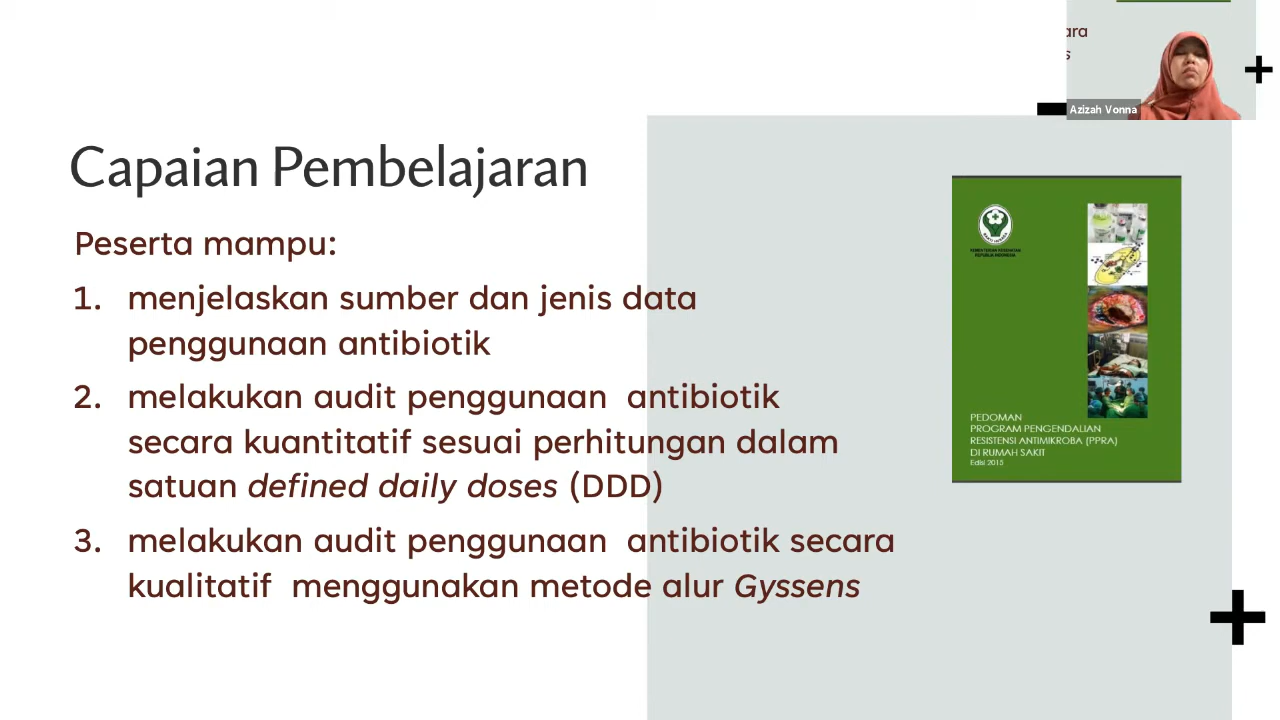 ara
s
Azizah Vonna
Capaian Pembelajaran
Peserta mampu:
1. menjelaskan sumber dan jenis data
penggunaan antibiotik
2. melakukan audit penggunaan antibiotik
secara kuantitatif sesuai perhitungan dalam
satuan defined daily doses (DDD)
3. melakukan audit penggunaan antibiotik secara
kualitatif menggunakan metode alur Gyssens
KEMENTERIAN KESEHATAN
REPUBLIK INDONESIA
PEDOMAN
PROGRAM PENGENDALIAN
RESISTENSI ANTIMIKROBA (PPRA)
DI RUMAH SAKIT
Edisi 2015